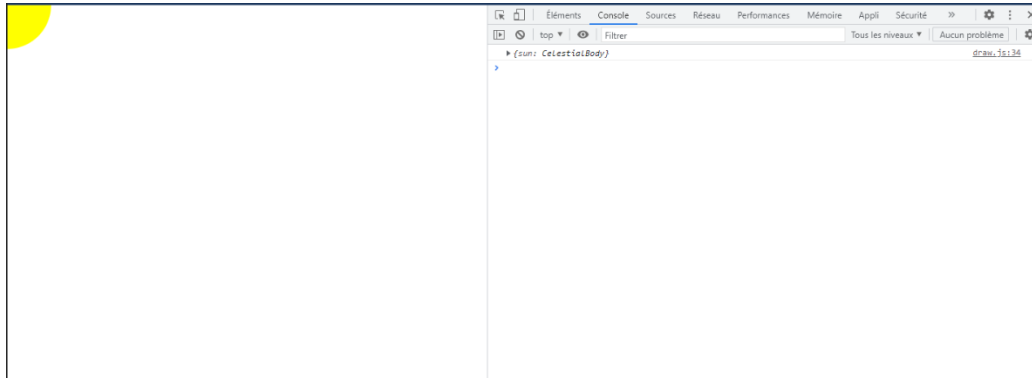 Éléments Console Sources Réseau Performances Mémoire Appli Sécurité »
top ▼ Filtrer Tous les niveaux ▼ Aucun problème
▶ {sun: CelestialBody} draw.js:34
›